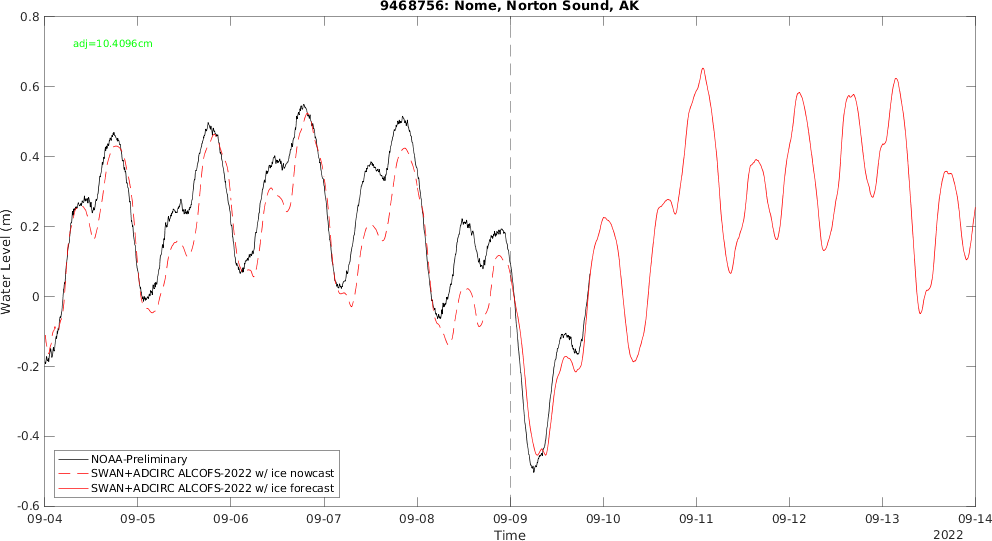 9468756: Nome, Norton Sound, AK
adj=10.4096cm
Water Level (m)
0.8
0.6
0.4
0.2
0
-0.2
-0.4
-0.6
NOAA-Preliminary
SWAN+ADCIRC ALCOFS-2022 w/ ice nowcast
SWAN+ADCIRC ALCOFS-2022 w/ ice forecast
09-04 09-05 09-06 09-07 09-08 09-09 09-10 09-11 09-12 09-13 09-14
Time
2022